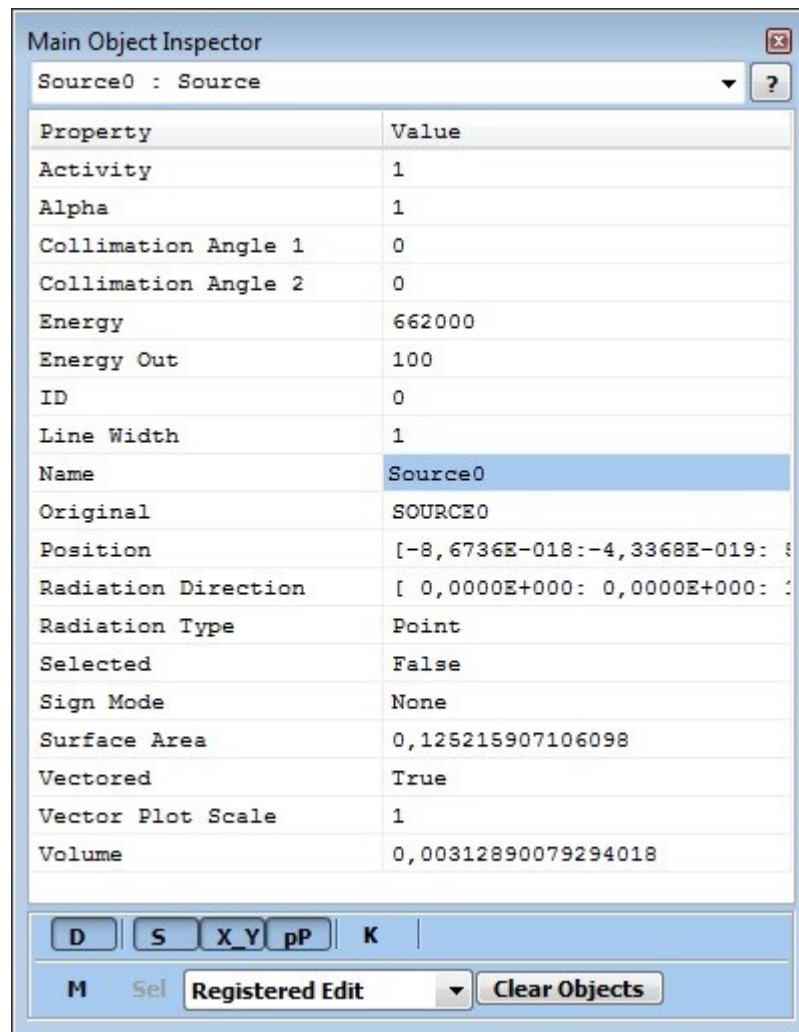 Main Object Inspector
Source0 : Source
?
Property Value
Activity 1
Alpha 1
Collimation Angle 1 0
Collimation Angle 2 0
Energy 662000
Energy Out 100
ID 0
Line Width 1
Name Source0
Original SOURCE0
Position [-8,6736E-018:-4,3368E-019:
Radiation Direction [ 0,0000E+000: 0,0000E+000:
Radiation Type Point
Selected False
Sign Mode None
Surface Area 0,125215907106098
Vectored True
Vector Plot Scale 1
Volume 0,00312890079294018
D S X_Y pP K
M Sel Registered Edit Clear Objects